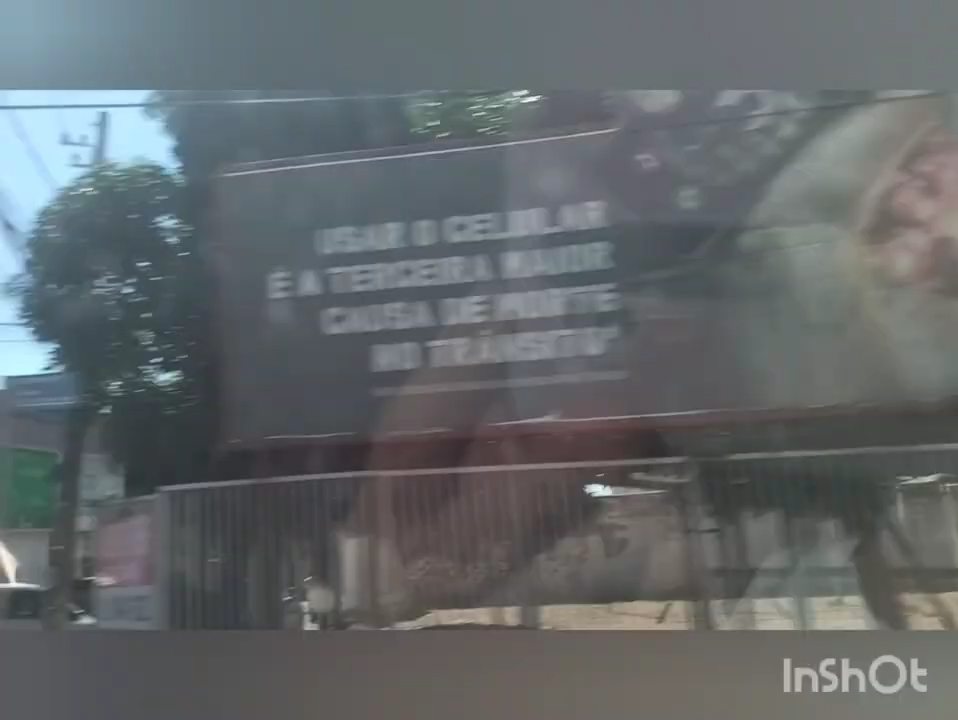 USAR O CELULAR
É A TERCEIRA MAIOR
CAUSA DE MORTE
NO TRÂNSITO"
InShOt